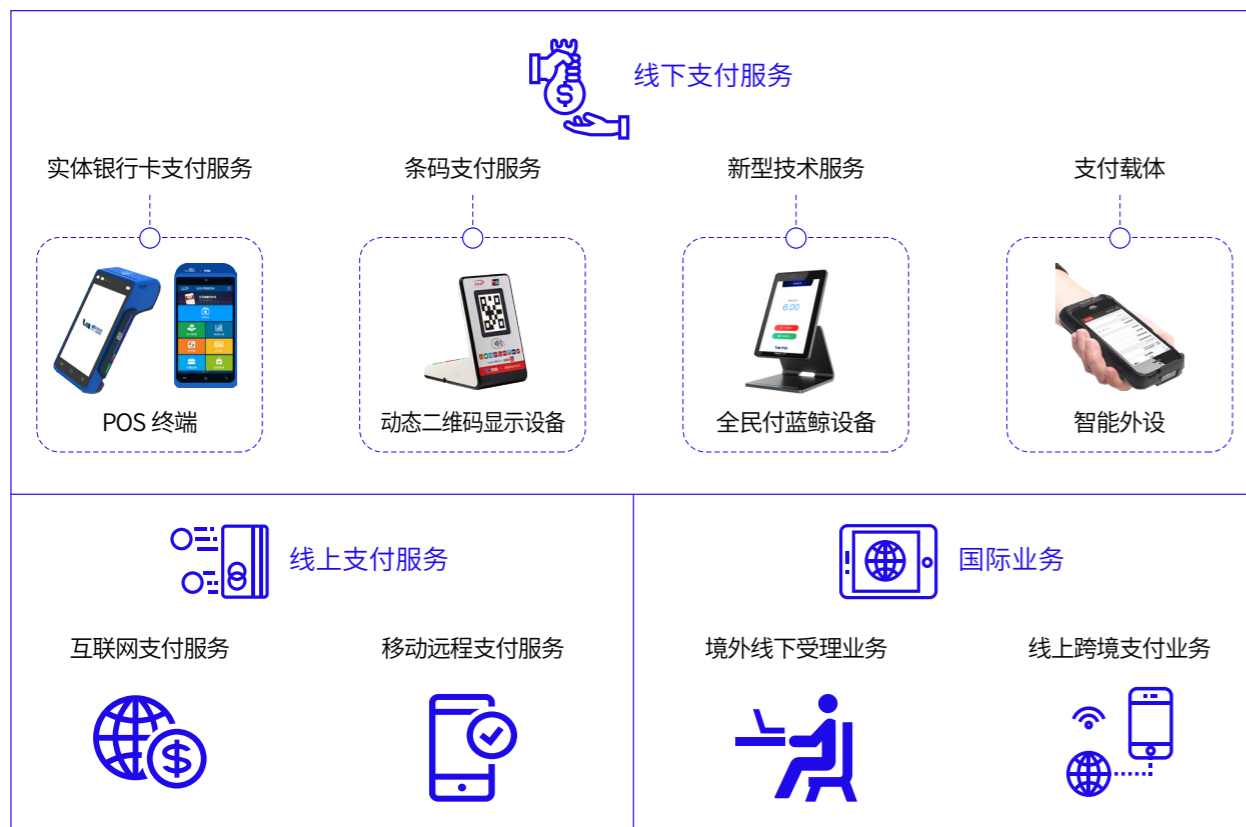 线下支付服务
实体银行卡支付服务
条码支付服务
新型技术服务
支付载体
6.00
POS 终端
动态二维码显示设备
全民付蓝鲸设备
智能外设
线上支付服务
国际业务
互联网支付服务
移动远程支付服务
境外线下受理业务
线上跨境支付业务